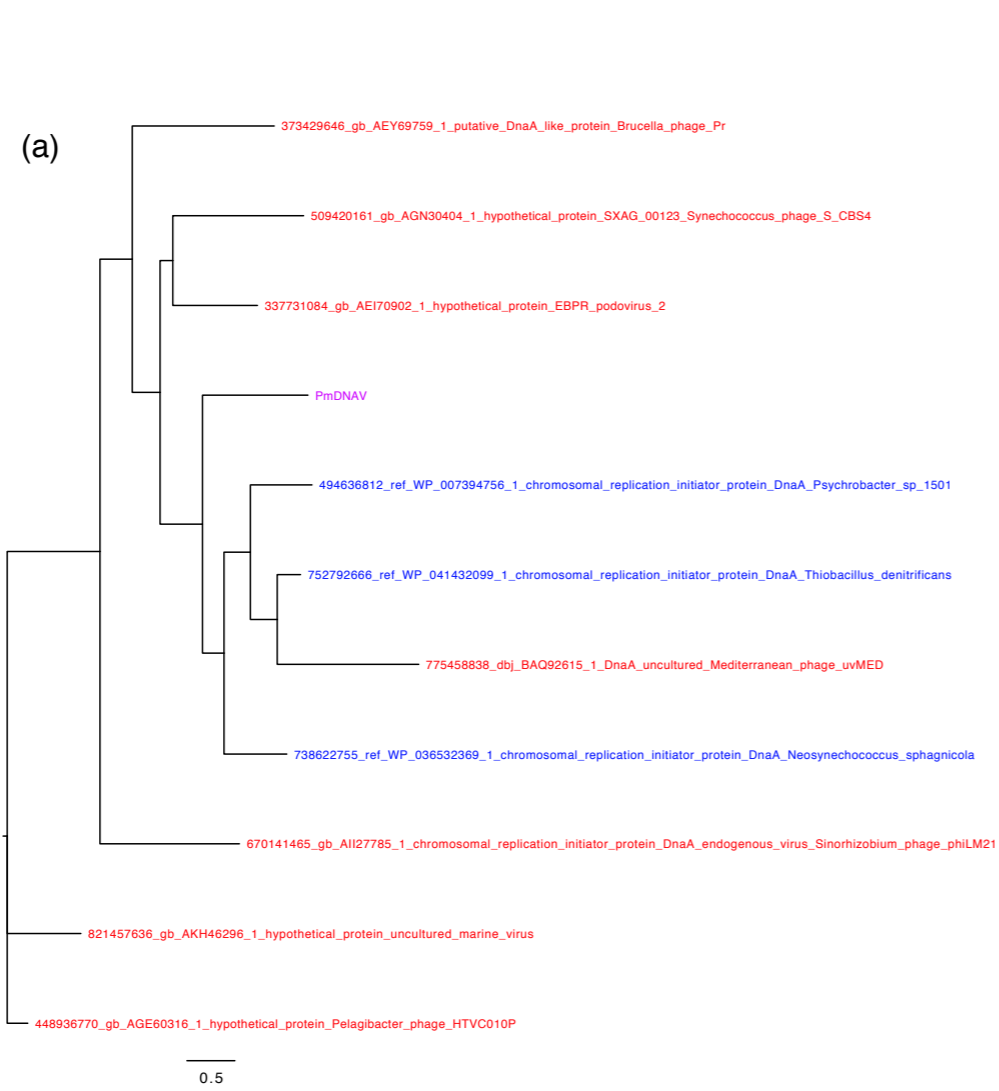 (a)
373429646_gb_AEY69759_1_putative_DnaA_like_protein_Brucella_phage_Pr
509420161_gb_AGN30404_1_hypothetical_protein_SXAG_00123_Synechococcus_phage_S_CBS4
337731084_gb_AEI70902_1_hypothetical_protein_EBPR_podovirus_2
PmDNAV
494636812_ref_WP_007394756_1_chromosomal_replication_initiator_protein_DnaA_Psychrobacter_sp_1501
752792666_ref_WP_041432099_1_chromosomal_replication_initiator_protein_DnaA_Thiobacillus_denitrificans
775458838_dbj_BAQ92615_1_DnaA_uncultured_Mediterranean_phage_uvMED
738622755_ref_WP_036532369_1_chromosomal_replication_initiator_protein_DnaA_Neosynechococcus_sphagnicola
670141465_gb_AII27785_1_chromosomal_replication_initiator_protein_DnaA_endogenous_virus_Sinorhizobium_phage_phiLM21
821457636_gb_AKH46296_1_hypothetical_protein_uncultured_marine_virus
448936770_gb_AGE60316_1_hypothetical_protein_Pelagibacter_phage_HTVC010P
0.5